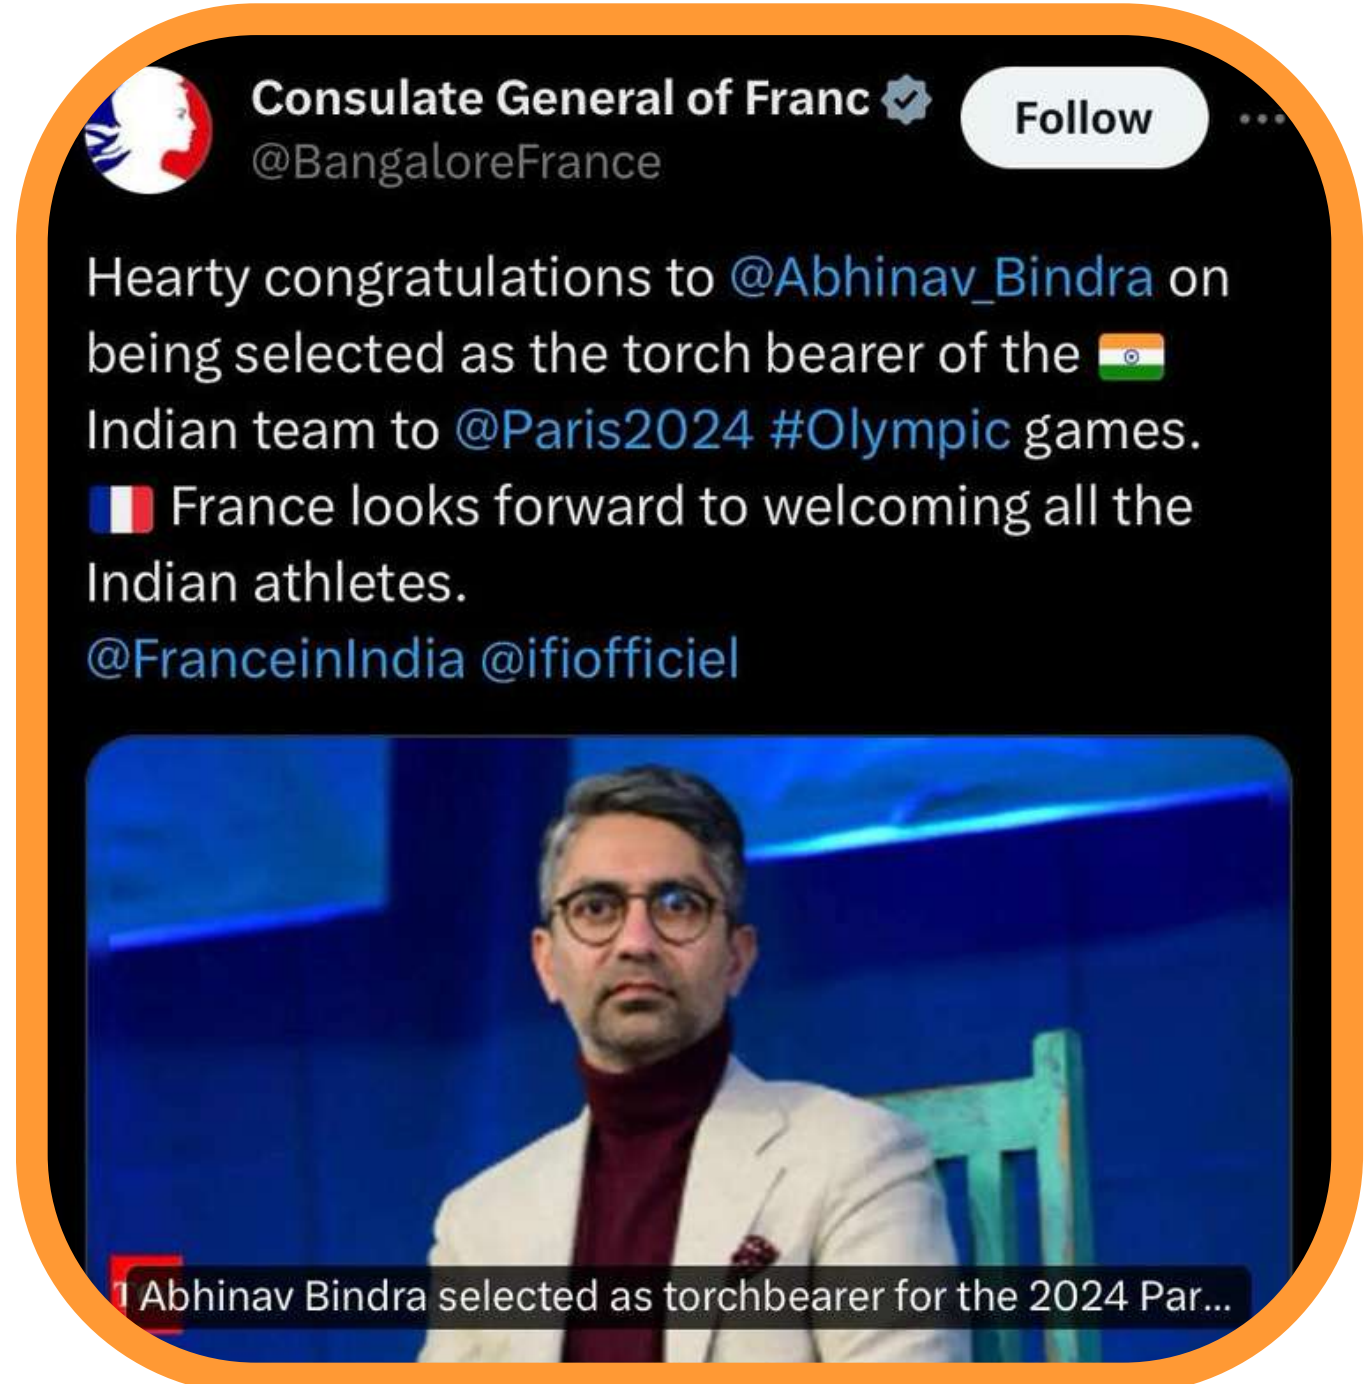 Consulate General of Franc
Follow
@BangaloreFrance
Hearty congratulations to @Abhinav_Bindra on
being selected as the torch bearer of the 🇮🇳
Indian team to @Paris2024 #Olympic games.
🇫🇷 France looks forward to welcoming all the
Indian athletes.
@FranceinIndia @ifiofficiel
Abhinav Bindra selected as torchbearer for the 2024 Par...